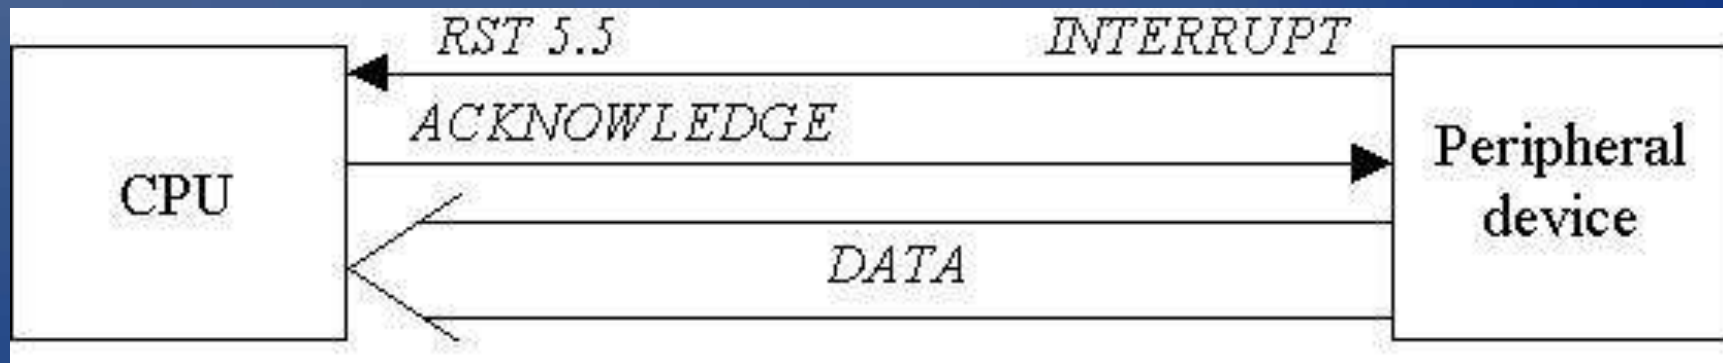 RST 5.5
INTERRUPT
ACKNOWLEDGE
CPU
Peripheral
device
DATA